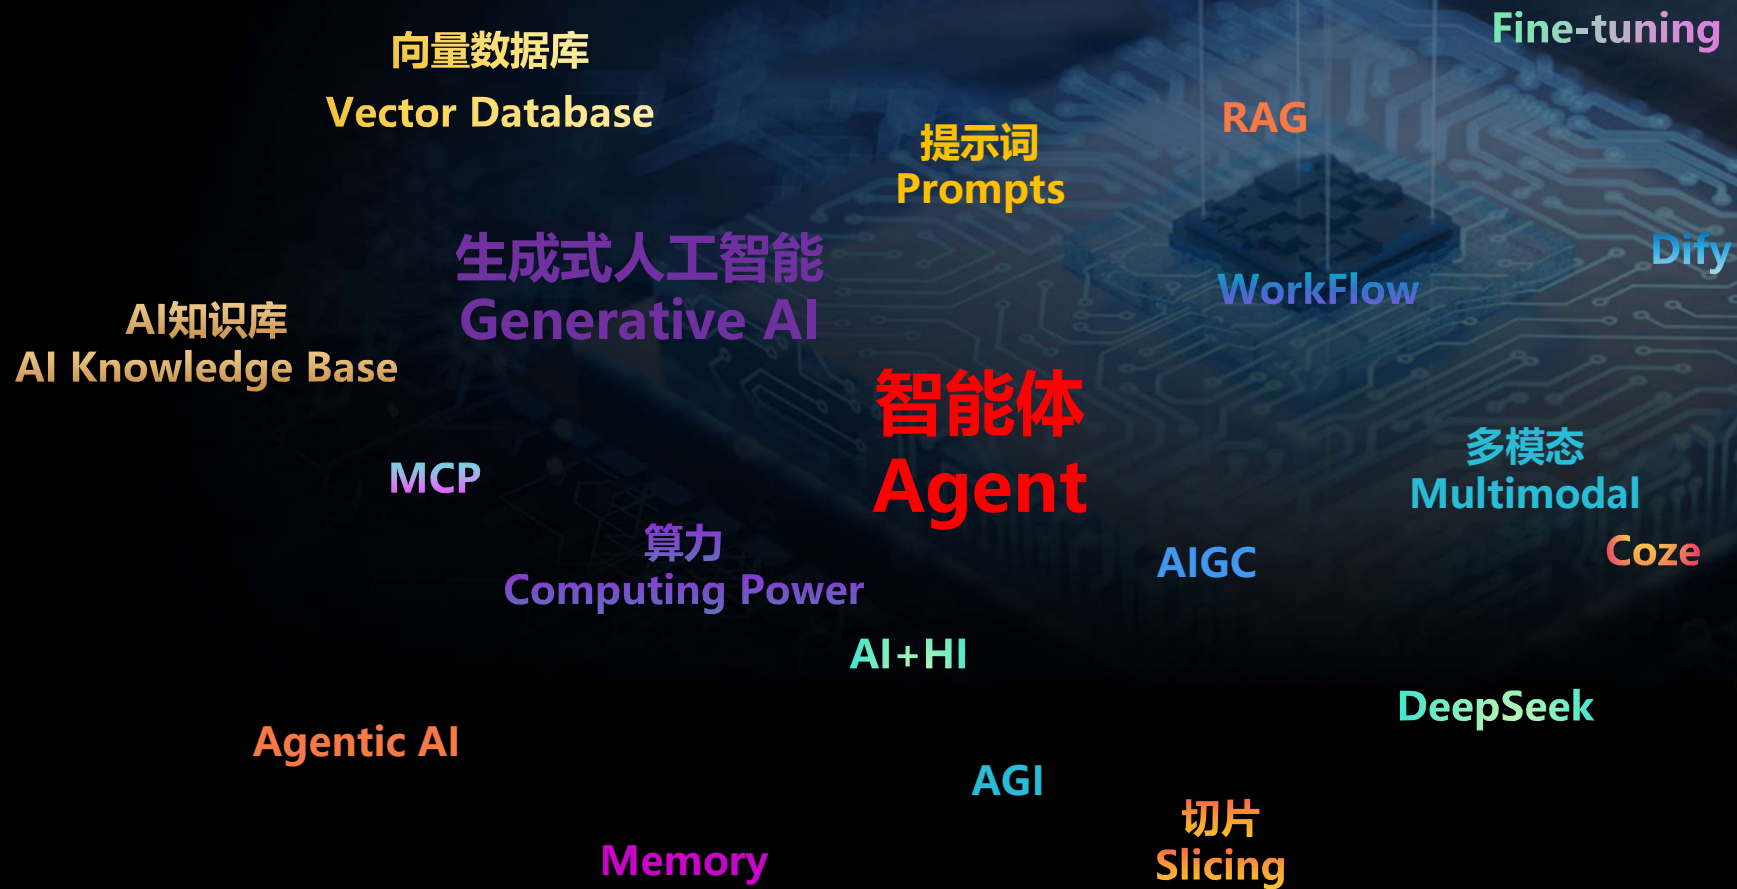 Fine-tuning
向量数据库
Vector Database
RAG
提示词
Prompts
生成式人工智能
Generative AI
Dify
WorkFlow
AI知识库
AI Knowledge Base
智能体
Agent
多模态
Multimodal
MCP
算力
Computing Power
AIGC
Coze
AI+HI
DeepSeek
Agentic AI
AGI
切片
Slicing
Memory